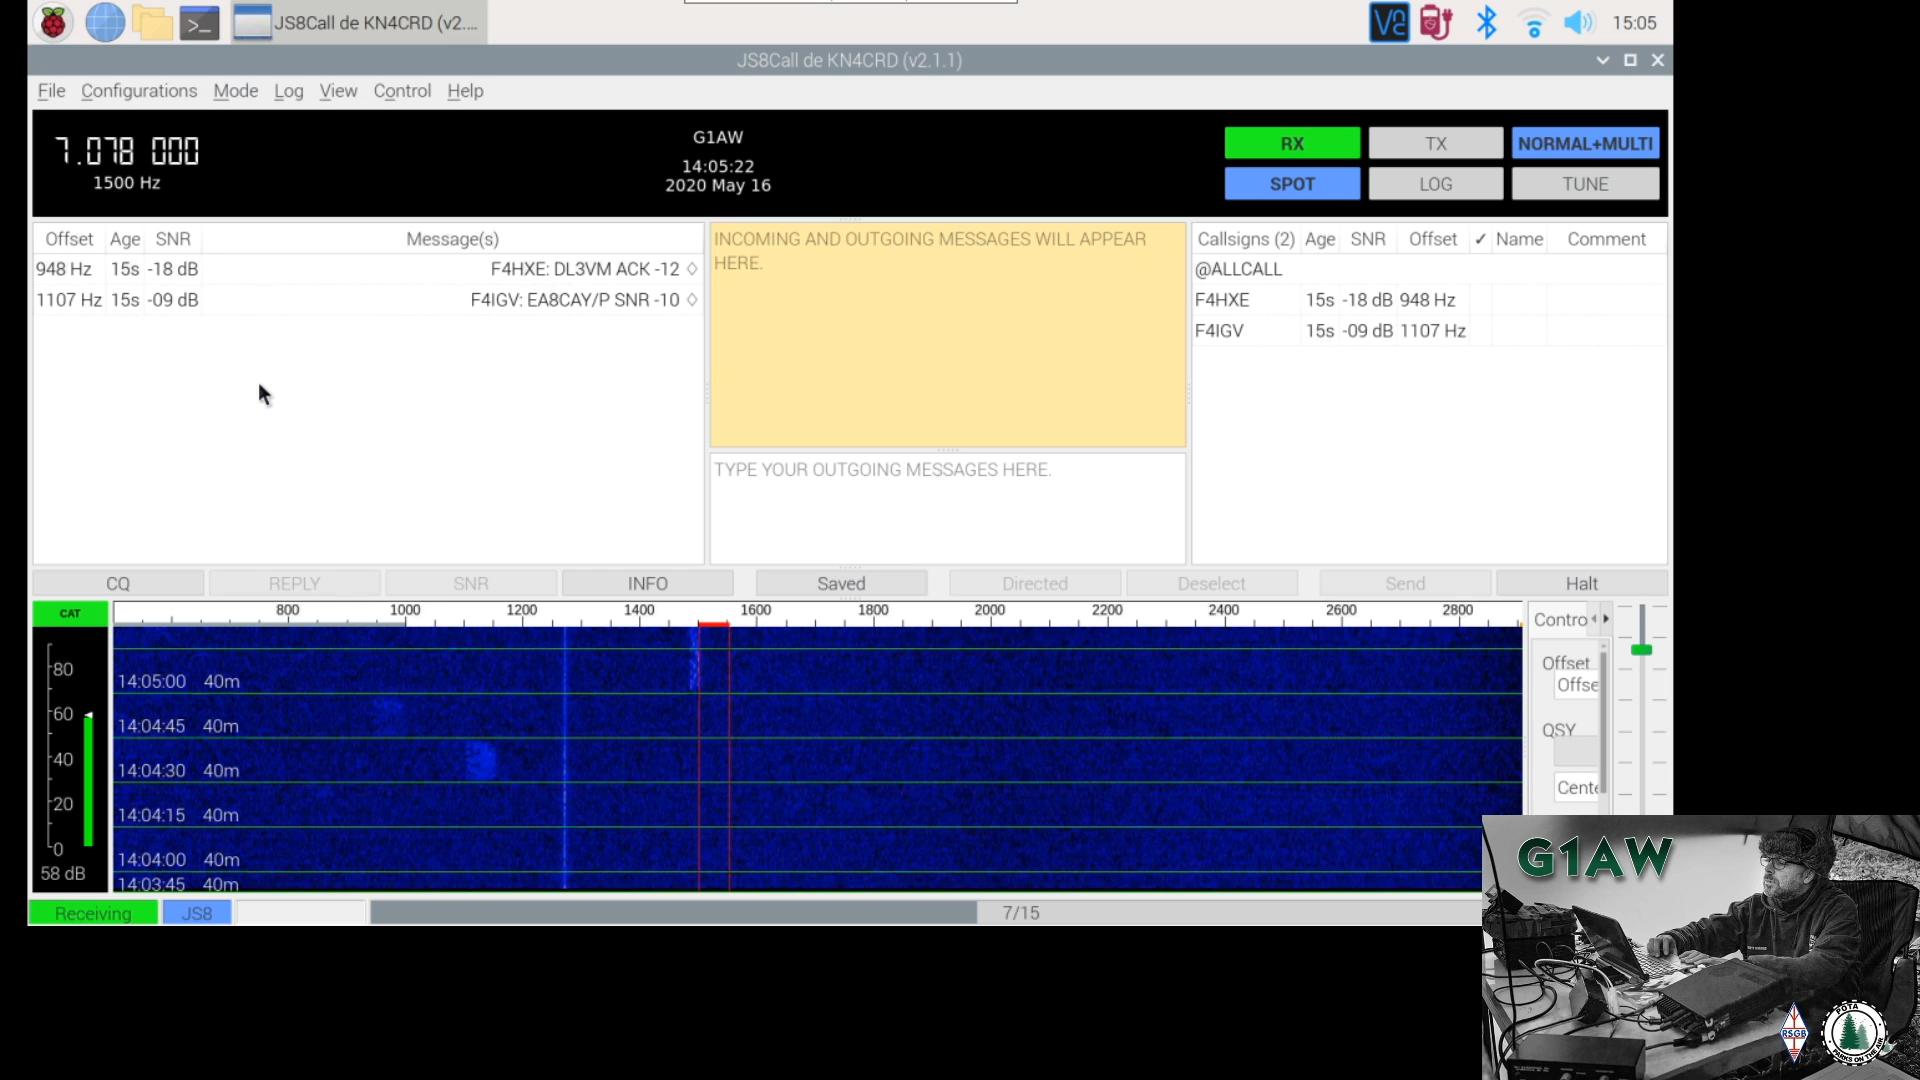 JS8Call de KN4CRD (v2....
15:05
JS8Call de KN4CRD (v2.1.1)
File Configurations Mode Log View Control Help
7.078 000
1500 Hz
G1AW
14:05:22
2020 May 16
RX TX NORMAL+MULTI
SPOT LOG TUNE
Offset Age SNR Message(s)
948 Hz 15s -18 dB F4HXE: DL3VM ACK -12 ♢
1107 Hz 15s -09 dB F4IGV: EA8CAY/P SNR -10 ♢
INCOMING AND OUTGOING MESSAGES WILL APPEAR
HERE.
TYPE YOUR OUTGOING MESSAGES HERE.
Callsigns (2) Age SNR Offset ✓ Name Comment
@ALLCALL
F4HXE 15s -18 dB 948 Hz
F4IGV 15s -09 dB 1107 Hz
CQ REPLY SNR INFO Saved Directed Deselect Send Halt
CAT
800 1000 1200 1400 1600 1800 2000 2200 2400 2600 2800
80
60
40
20
0
58 dB
14:05:00 40m
14:04:45 40m
14:04:30 40m
14:04:15 40m
14:04:00 40m
14:03:45 40m
Contro
Offset
Offse
QSY
Cente
Receiving JS8 7/15
G1AW
RSGB
POTA
PARKS ON THE AIR